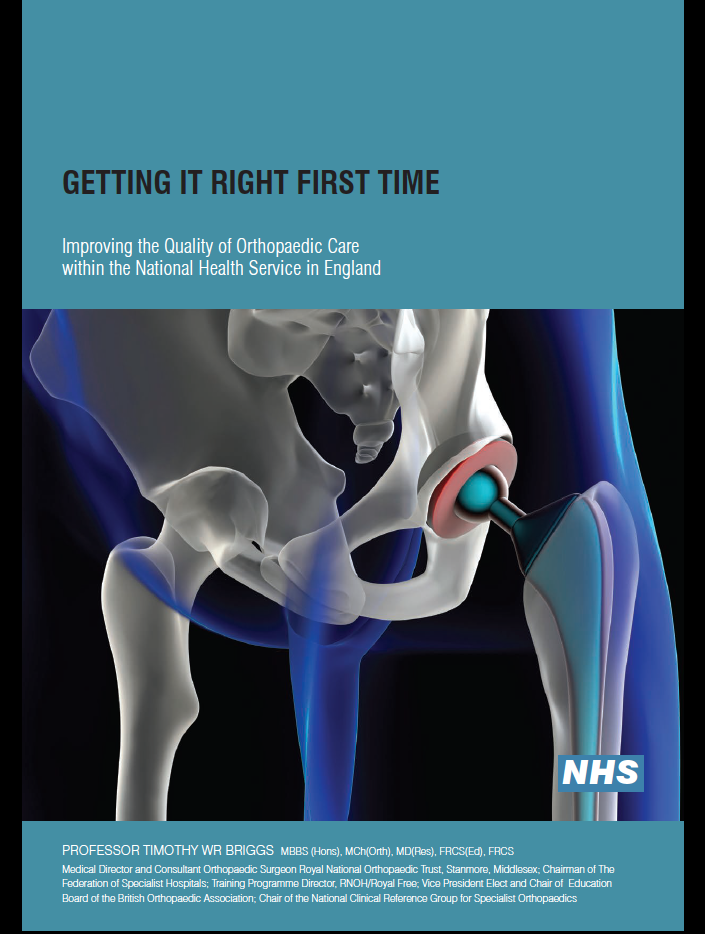 GETTING IT RIGHT FIRST TIME
Improving the Quality of Orthopaedic Care
within the National Health Service in England
NHS
PROFESSOR TIMOTHY WR BRIGGS MBBS (Hons), MCh(Orth), MD(Res), FRCS(Ed), FRCS
Medical Director and Consultant Orthopaedic Surgeon Royal National Orthopaedic Trust, Stanmore, Middlesex; Chairman of The
Federation of Specialist Hospitals; Training Programme Director, RNOH/Royal Free; Vice President Elect and Chair of Education
Board of the British Orthopaedic Association; Chair of the National Clinical Reference Group for Specialist Orthopaedics